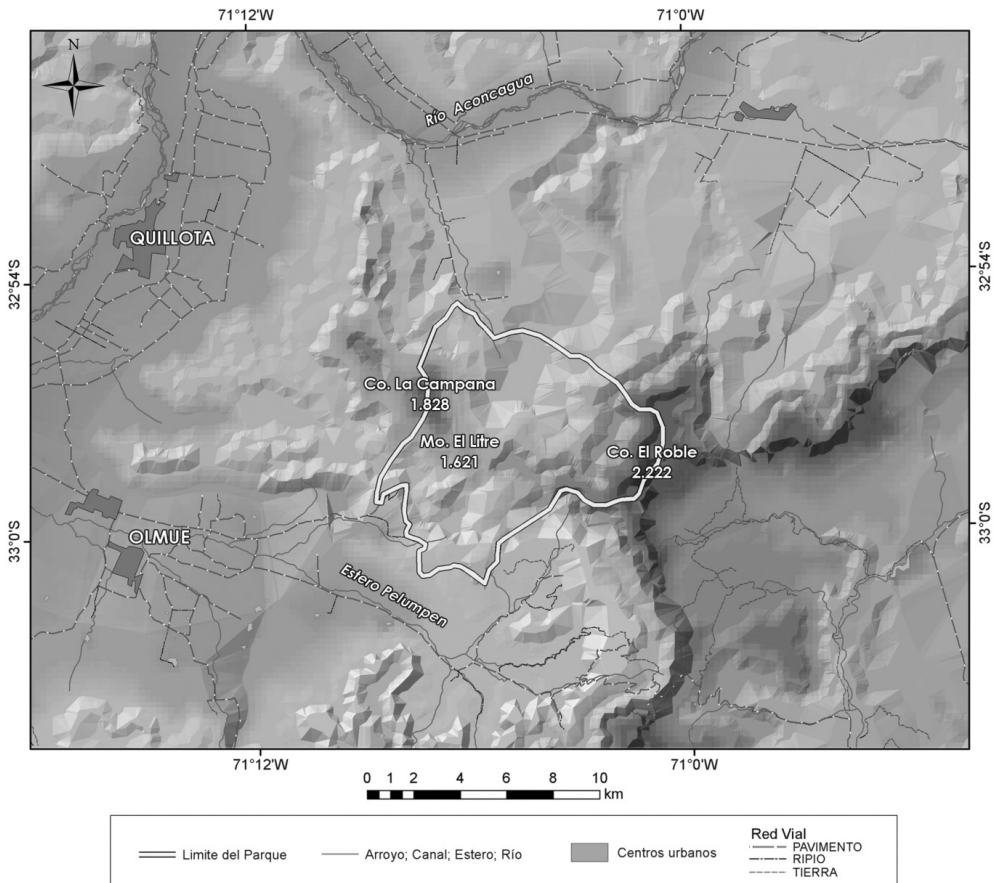 71°12'W
71°0'W
N
Río Aconcagua
QUILLOTA
32°54'S
32°54'S
Co. La Campana
1.828
Mo. El Litre
1.621
Co. El Roble
2.222
33°0'S
33°0'S
OLMUE
Estero Pelumpen
71°12'W
71°0'W
0 1 2 4 6 8 10
km
Limite del Parque
Arroyo; Canal; Estero; Río
Centros urbanos
Red Vial
PAVIMENTO
RIPIO
TIERRA